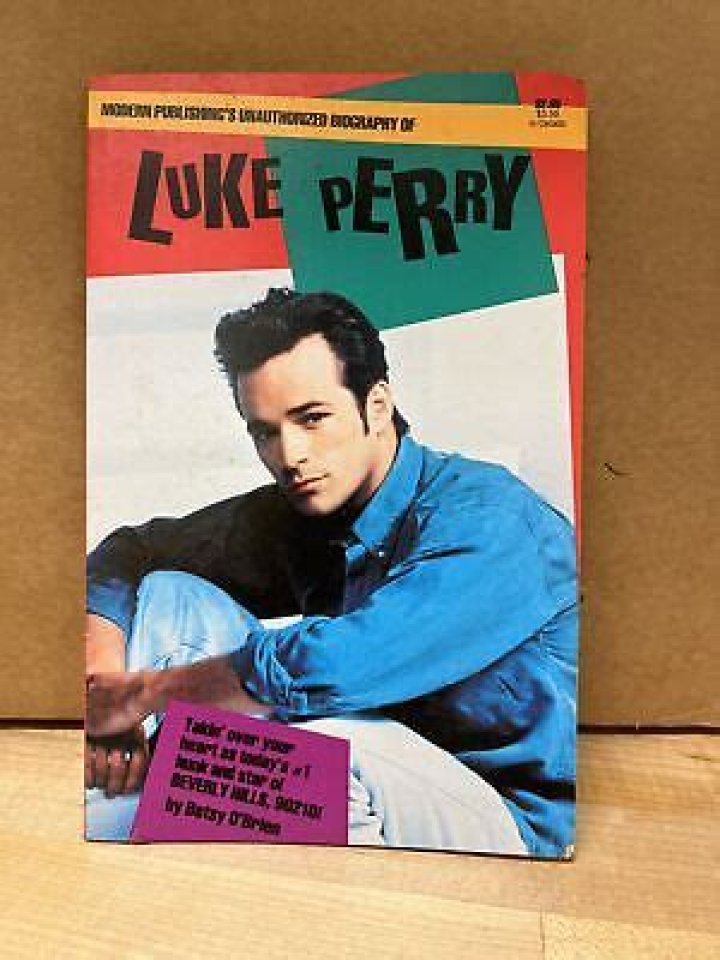 MODERN PUBLISHING'S UNAUTHORIZED BIOGRAPHY OF
LUKE PERRY
Takin' over your
heart as today's #1
hunk and star of
BEVERLY HILLS, 90210!
by Betsy O'Brien